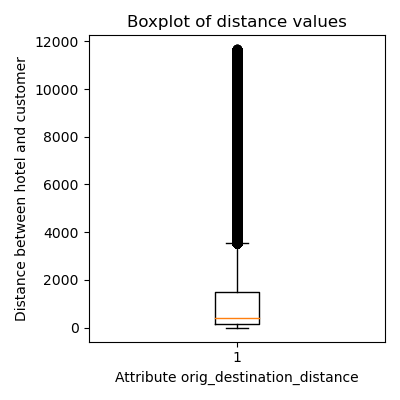 Boxplot of distance values
Distance between hotel and customer
12000
10000
8000
6000
4000
2000
0
1
Attribute orig_destination_distance